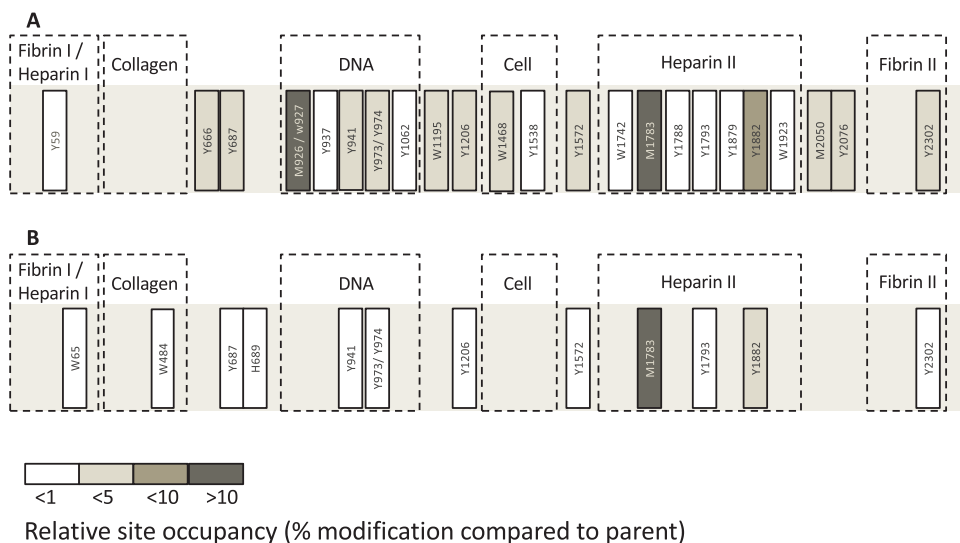 A
Fibrin I /
Heparin I
Collagen
DNA
Cell
Heparin II
Fibrin II
Y59
Y666
Y687
M926 / w927
Y937
Y941
Y973/ Y974
Y1062
W1195
Y1206
W1468
Y1538
Y1572
W1742
M1783
Y1788
Y1793
Y1879
Y1882
W1923
M2050
Y2076
Y2302
B
Fibrin I /
Heparin I
Collagen
DNA
Cell
Heparin II
Fibrin II
W65
W484
Y687
H689
Y941
Y973/ Y974
Y1206
Y1572
M1783
Y1793
Y1882
Y2302
<1 <5 <10 >10
Relative site occupancy (% modification compared to parent)